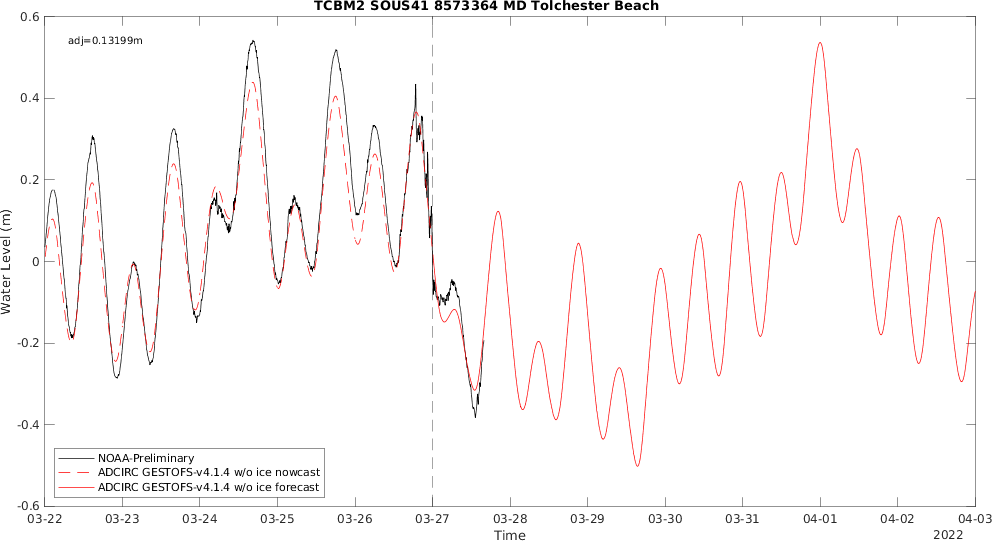 TCBM2 SOUS41 8573364 MD Tolchester Beach
adj=0.13199m
Water Level (m)
0.6
0.4
0.2
0
-0.2
-0.4
-0.6
NOAA-Preliminary
ADCIRC GESTOFS-v4.1.4 w/o ice nowcast
ADCIRC GESTOFS-v4.1.4 w/o ice forecast
03-22 03-23 03-24 03-25 03-26 03-27 03-28 03-29 03-30 03-31 04-01 04-02 04-03
Time
2022